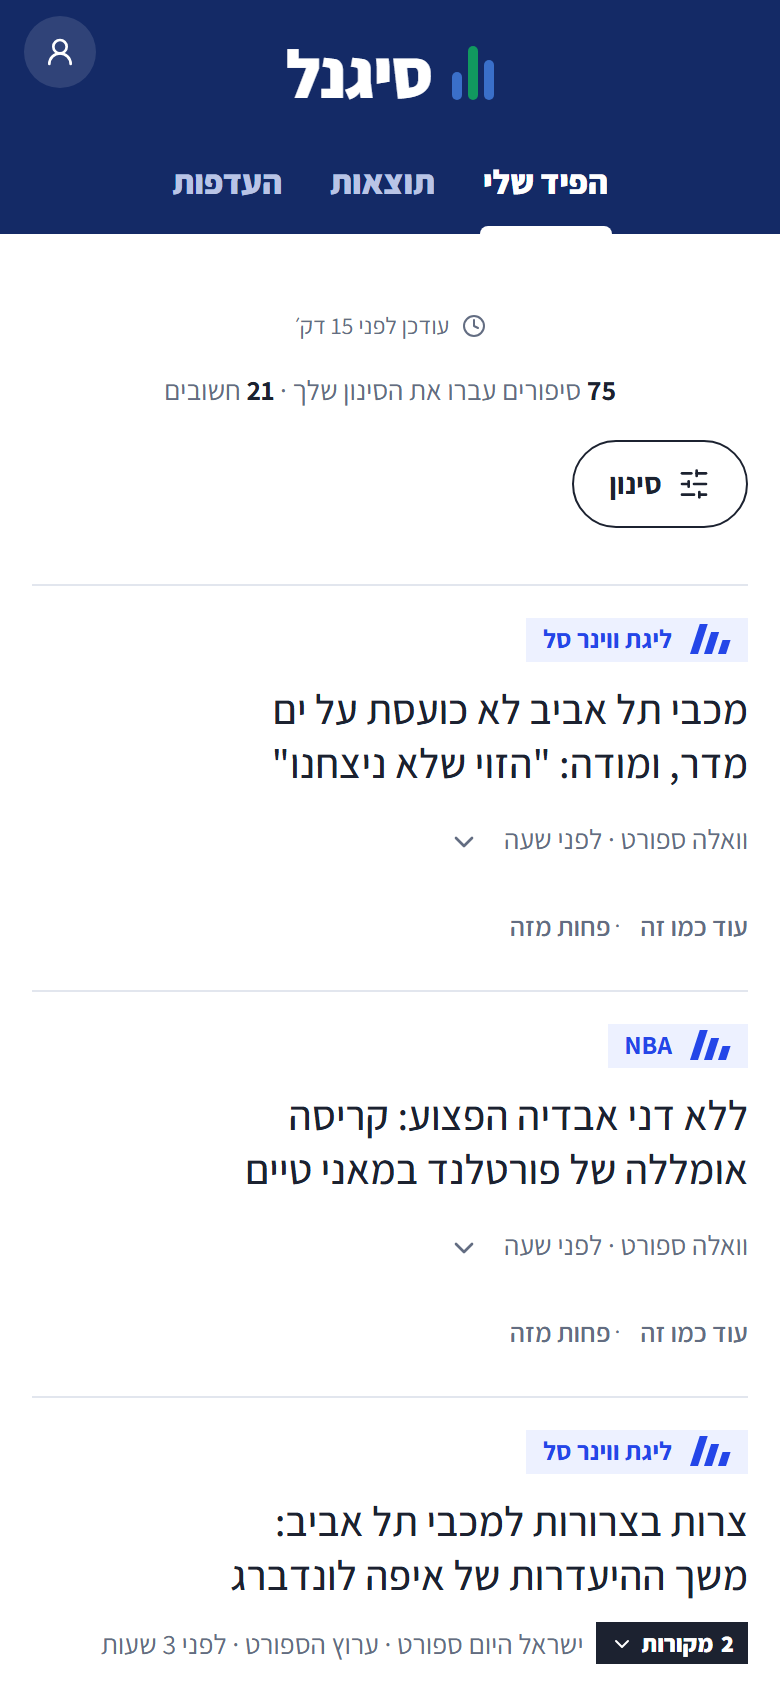 סיגנל
הפיד שלי
תוצאות
העדפות
עודכן לפני 15 דק׳
75 סיפורים עברו את הסינון שלך · 21 חשובים
סינון
ליגת ווינר סל
מכבי תל אביב לא כועסת על ים
מדר, ומודה: "הזוי שלא ניצחנו"
וואלה ספורט · לפני שעה
עוד כמו זה · פחות מזה
NBA
ללא דני אבדיה הפצוע: קריסה
אומללה של פורטלנד במאני טיים
וואלה ספורט · לפני שעה
עוד כמו זה · פחות מזה
ליגת ווינר סל
צרות בצרורות למכבי תל אביב:
משך ההיעדרות של איפה לונדברג
2 מקורות ישראל היום ספורט · ערוץ הספורט · לפני 3 שעות